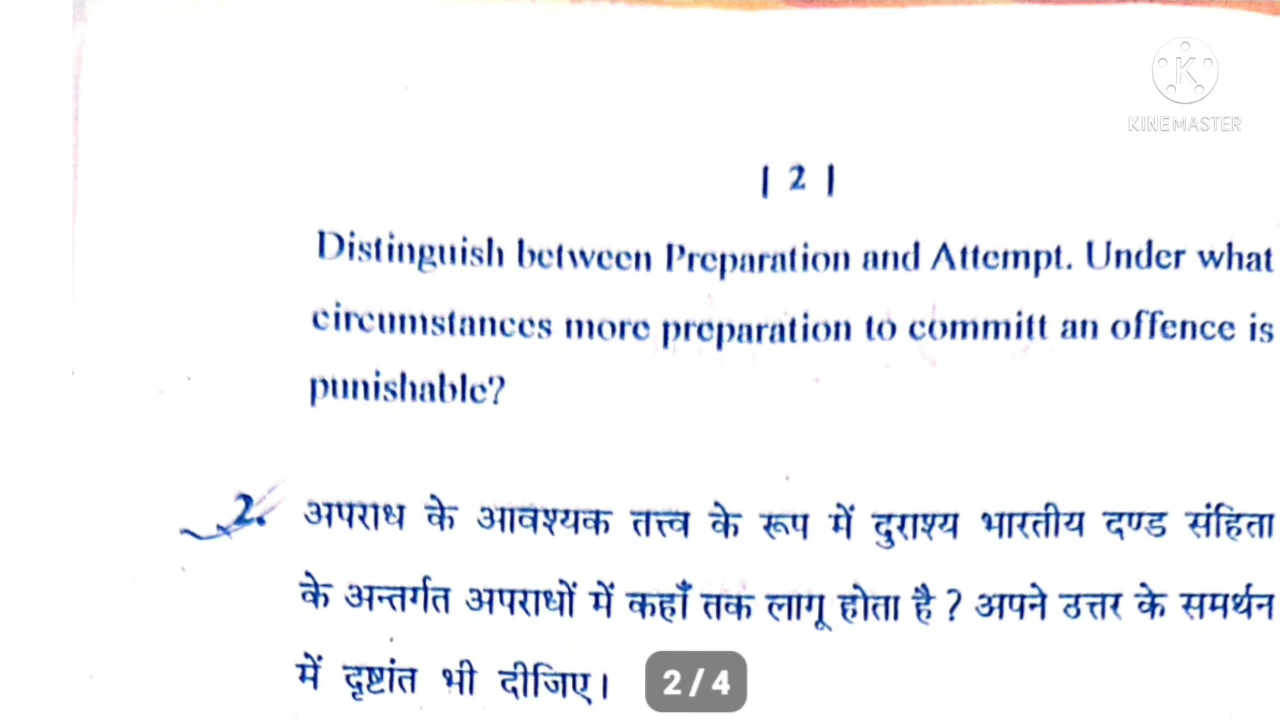 KINEMASTER
| 2 |
Distinguish between Preparation and Attempt. Under what
circumstances more preparation to committ an offence is
punishable?
2. अपराध के आवश्यक तत्त्व के रूप में दुराश्य भारतीय दण्ड संहिता
के अन्तर्गत अपराधों में कहाँ तक लागू होता है ? अपने उत्तर के समर्थन
में दृष्टांत भी दीजिए।
2 / 4